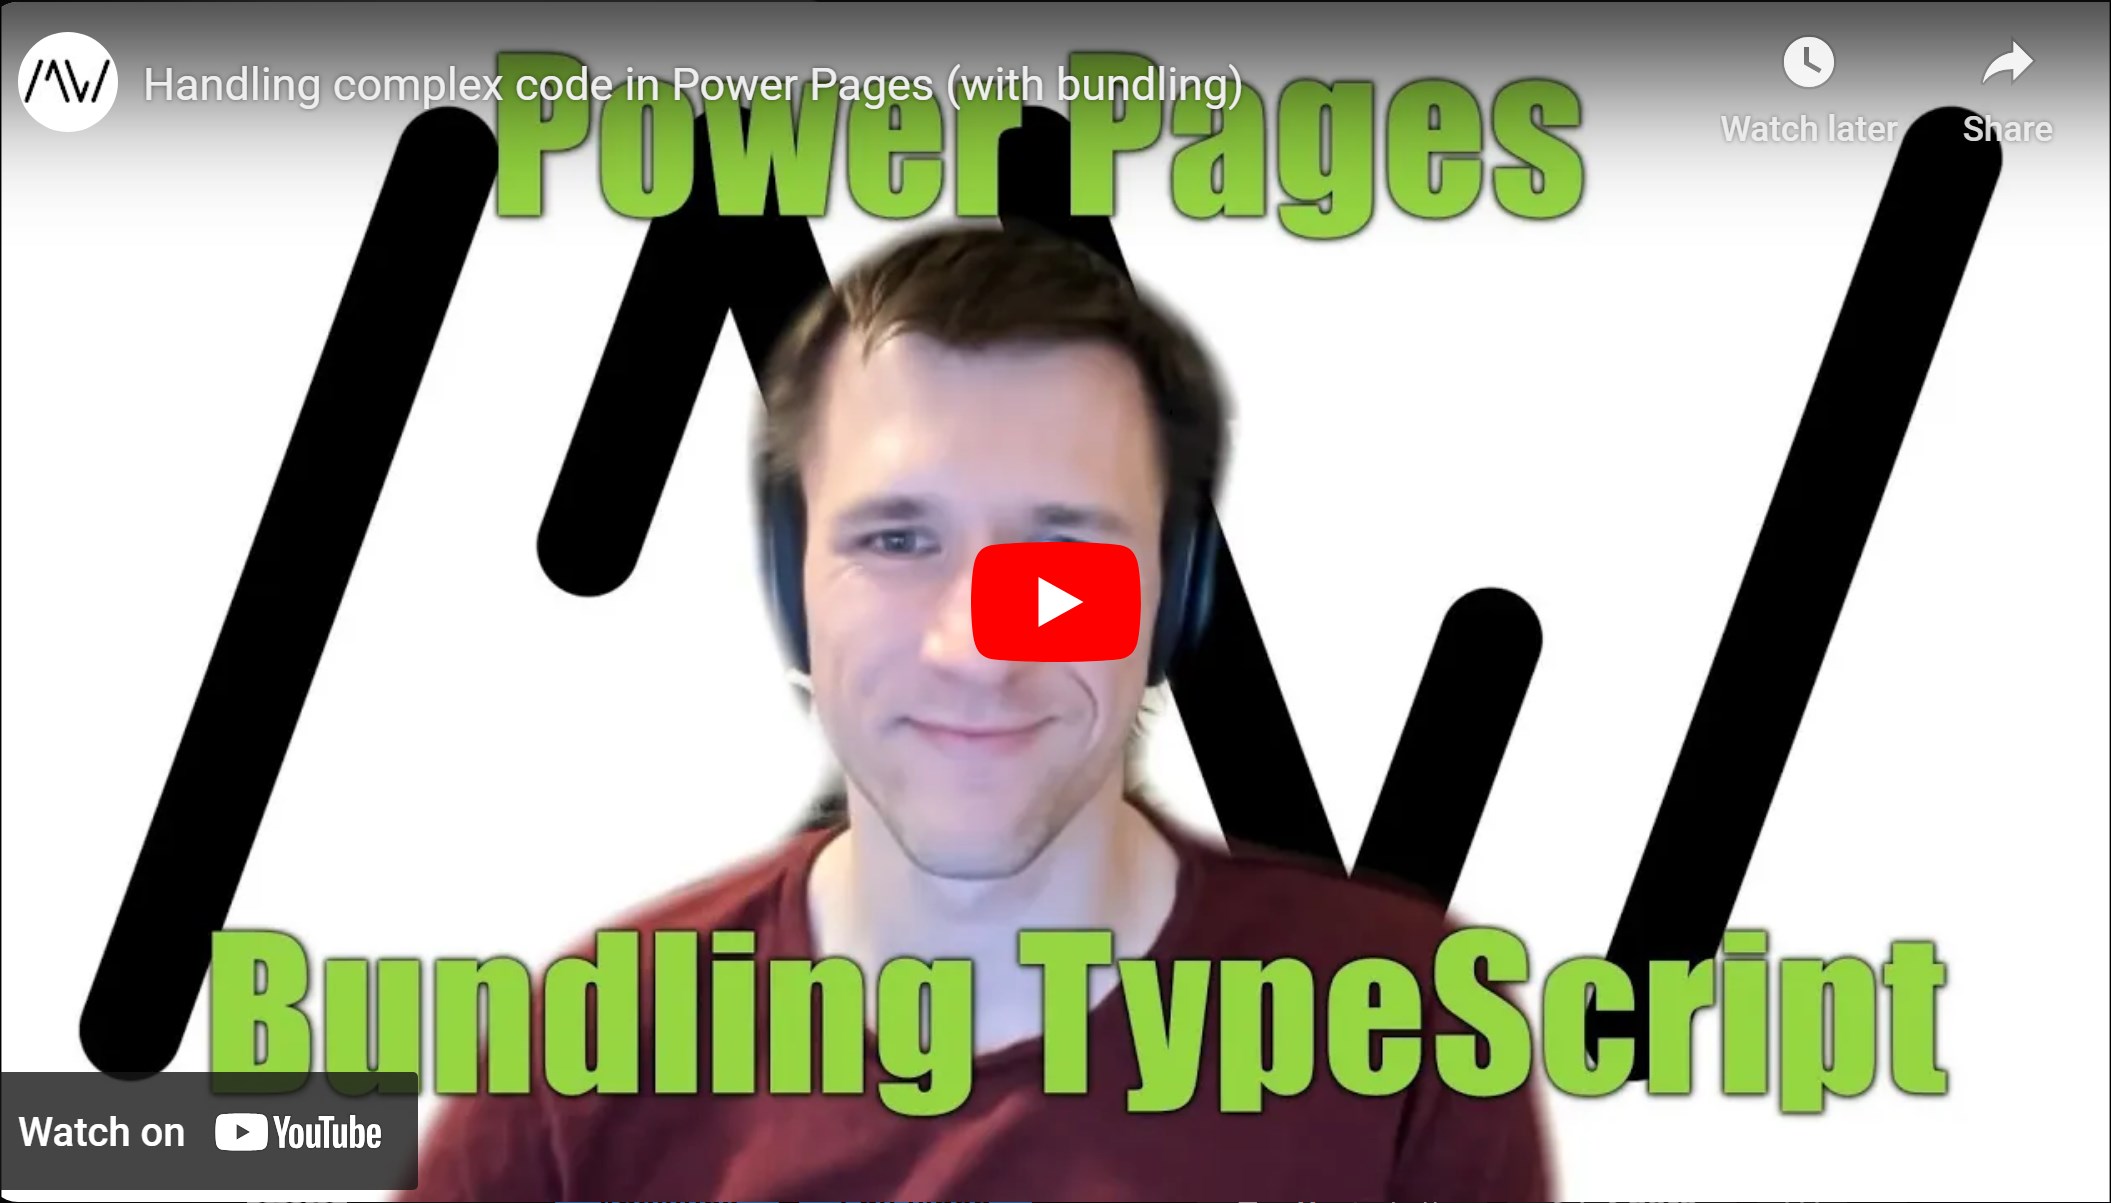 Handling complex code in Power Pages (with bundling)
Watch later
Share
Power Pages
Bundling TypeScript
Watch on YouTube